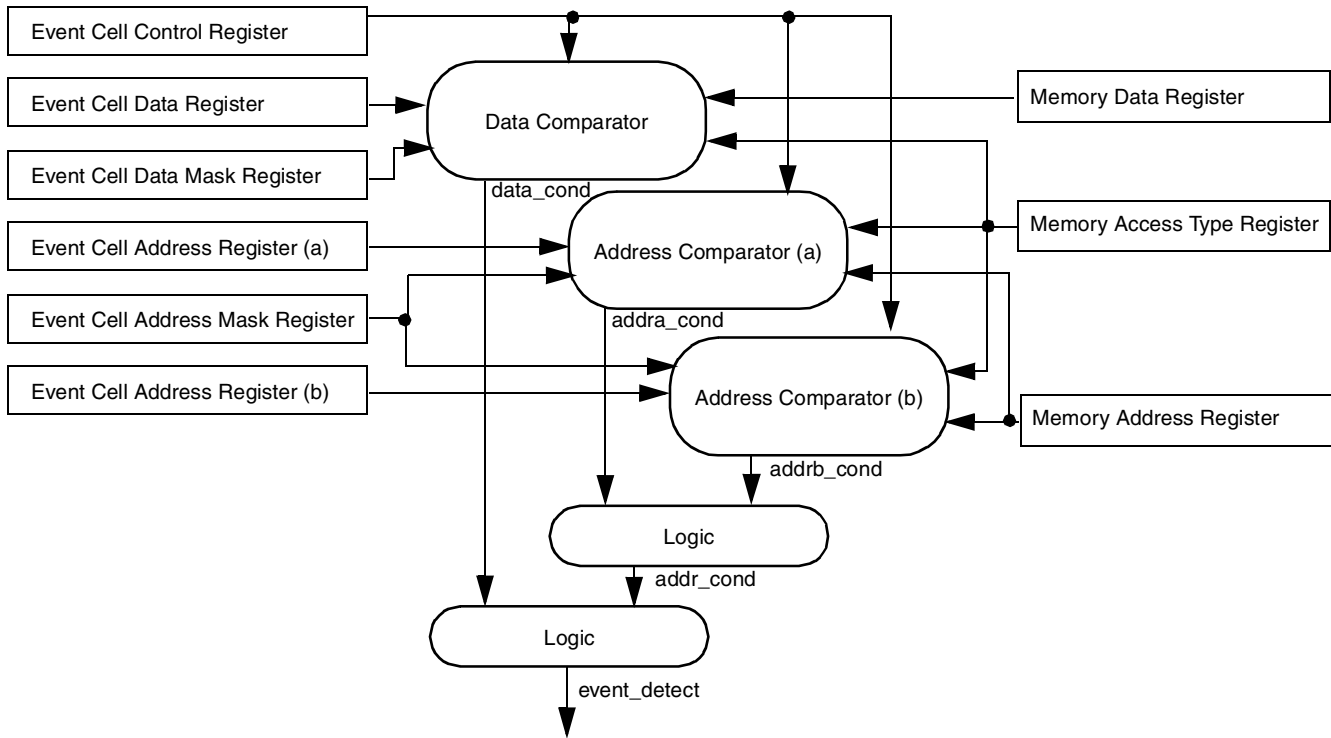 Event Cell Control Register
Event Cell Data Register
Data Comparator
Memory Data Register
Event Cell Data Mask Register
data_cond
Event Cell Address Register (a)
Address Comparator (a)
Memory Access Type Register
Event Cell Address Mask Register
addra_cond
Event Cell Address Register (b)
Address Comparator (b)
Memory Address Register
addrb_cond
Logic
addr_cond
Logic
event_detect